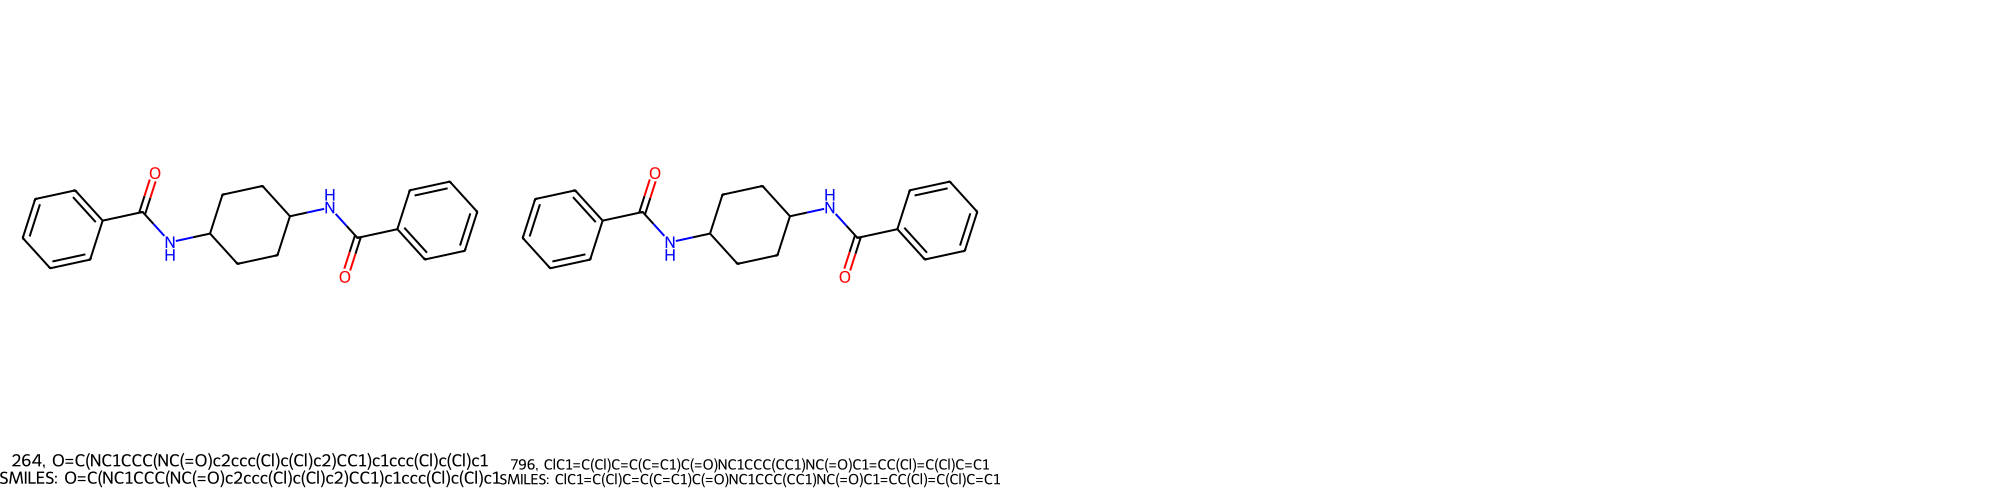 O
H
N
N
H
O
O
H
N
N
H
O
264, O=C(NC1CCC(NC(=O)c2ccc(Cl)c(Cl)c2)CC1)c1ccc(Cl)c(Cl)c1
SMILES: O=C(NC1CCC(NC(=O)c2ccc(Cl)c(Cl)c2)CC1)c1ccc(Cl)c(Cl)c1
796, ClC1=C(Cl)C=C(C=C1)C(=O)NC1CCC(CC1)NC(=O)C1=CC(Cl)=C(Cl)C=C1
SMILES: ClC1=C(Cl)C=C(C=C1)C(=O)NC1CCC(CC1)NC(=O)C1=CC(Cl)=C(Cl)C=C1